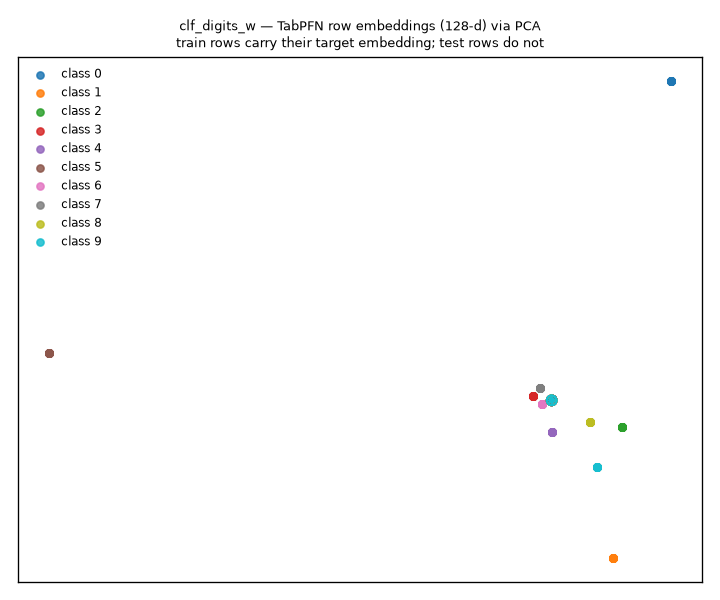 clf_digits_w — TabPFN row embeddings (128-d) via PCA
train rows carry their target embedding; test rows do not
class 0
class 1
class 2
class 3
class 4
class 5
class 6
class 7
class 8
class 9